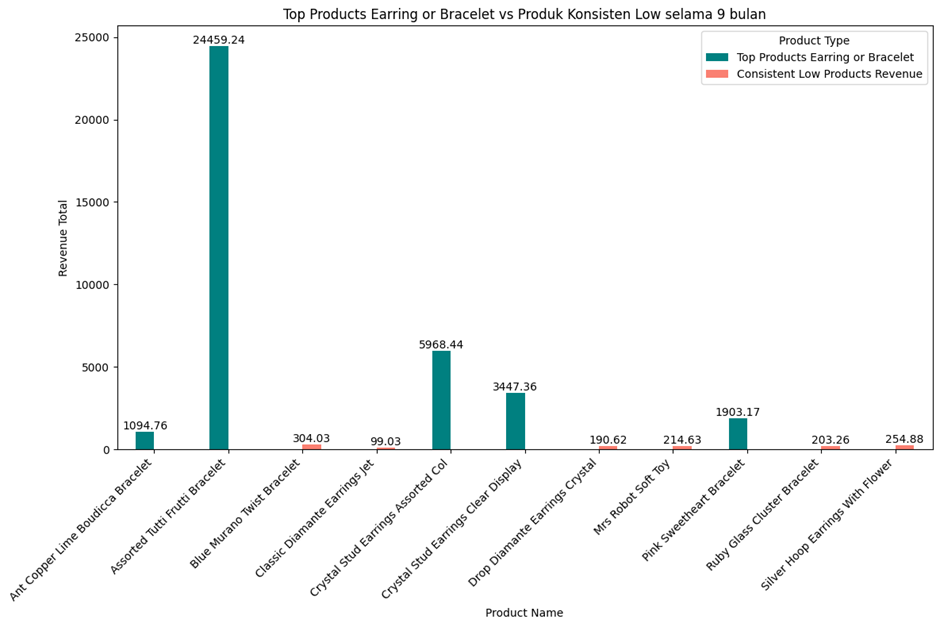 Top Products Earring or Bracelet vs Produk Konsisten Low selama 9 bulan
Product Type
Top Products Earring or Bracelet
Consistent Low Products Revenue
Revenue Total
25000
20000
15000
10000
5000
0
1094.76
24459.24
304.03
99.03
5968.44
3447.36
190.62
214.63
1903.17
203.26
254.88
Ant Copper Lime Boudicca Bracelet
Assorted Tutti Frutti Bracelet
Blue Murano Twist Bracelet
Classic Diamante Earrings Jet
Crystal Stud Earrings Assorted Col
Crystal Stud Earrings Clear Display
Drop Diamante Earrings Crystal
Mrs Robot Soft Toy
Pink Sweetheart Bracelet
Ruby Glass Cluster Bracelet
Silver Hoop Earrings With Flower
Product Name